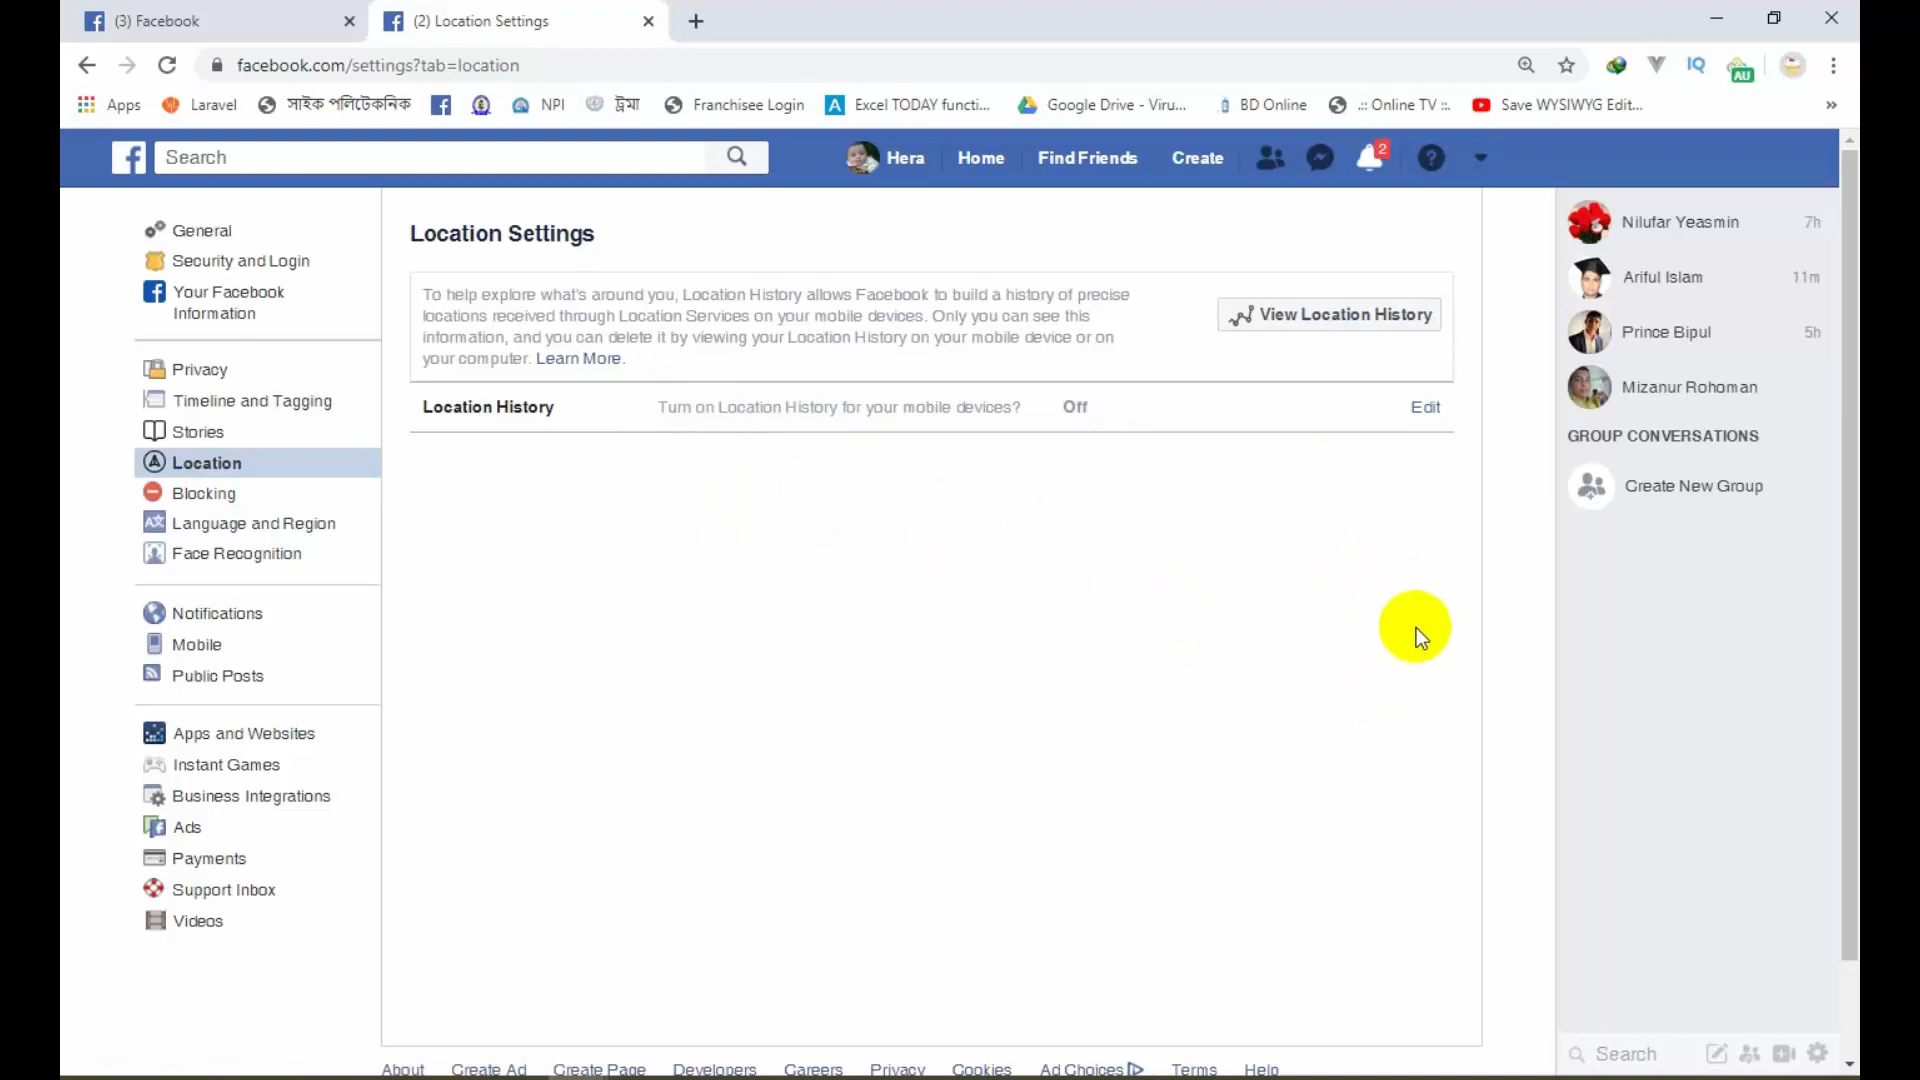 (3) Facebook
(2) Location Settings
facebook.com/settings?tab=location
AU
IQ
Apps
Laravel
সাইক পলিটেকনিক
NPI
ট্রমা
Franchisee Login
Excel TODAY functi...
Google Drive - Viru...
BD Online
.:: Online TV ::.
Save WYSIWYG Edit...
»
Search
Hera
Home
Find Friends
Create
2
General
Security and Login
Your Facebook
Information
Privacy
Timeline and Tagging
Stories
Location
Blocking
Language and Region
Face Recognition
Notifications
Mobile
Public Posts
Apps and Websites
Instant Games
Business Integrations
Ads
Payments
Support Inbox
Videos
Location Settings
To help explore what's around you, Location History allows Facebook to build a history of precise
locations received through Location Services on your mobile devices. Only you can see this
information, and you can delete it by viewing your Location History on your mobile device or on
your computer. Learn More.
View Location History
Location History Turn on Location History for your mobile devices? Off Edit
Nilufar Yeasmin 7h
Ariful Islam 11m
Prince Bipul 5h
Mizanur Rohoman
GROUP CONVERSATIONS
Create New Group
Search
About Create Ad Create Page Developers Careers Privacy Cookies Ad Choices Terms Help